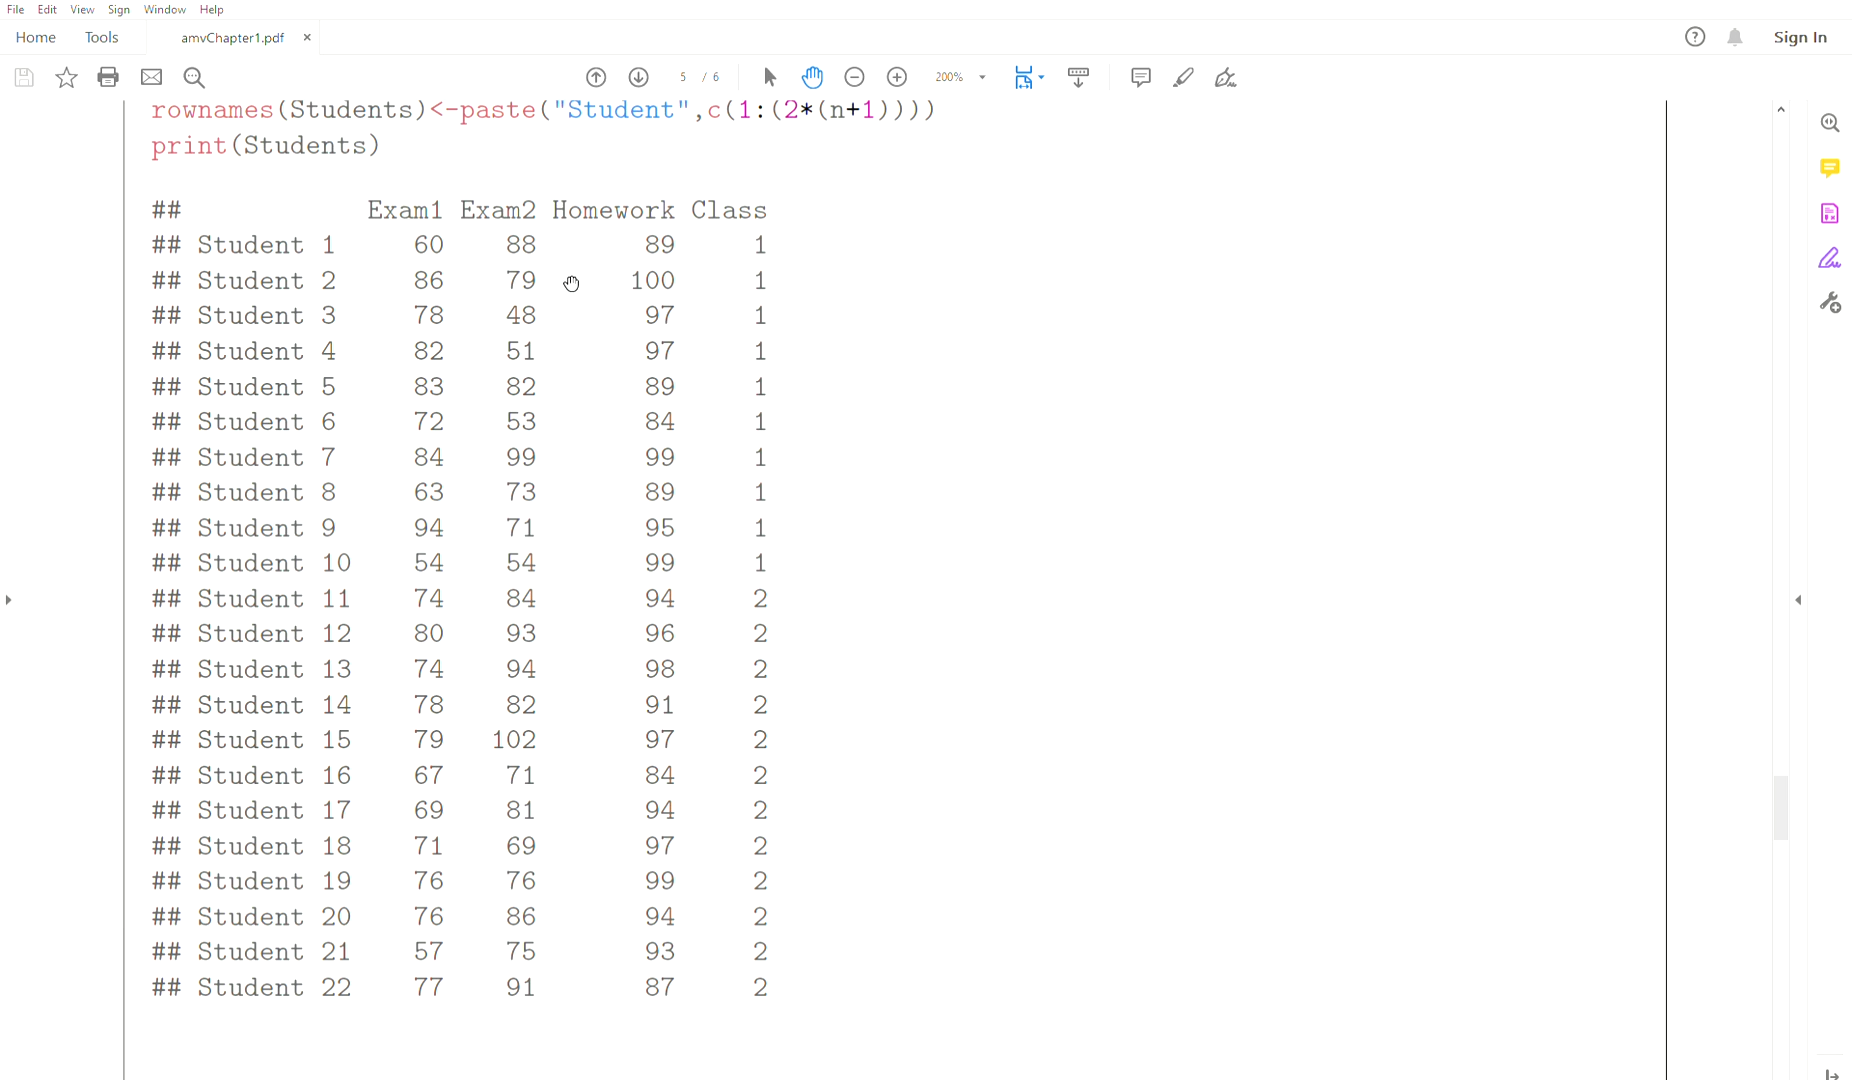 File Edit View Sign Window Help
Home Tools amvChapter1.pdf × Sign In
5 / 6 200%
rownames(Students)<-paste("Student",c(1:(2*(n+1))))
print(Students)
## Exam1 Exam2 Homework Class
## Student 1 60 88 89 1
## Student 2 86 79 100 1
## Student 3 78 48 97 1
## Student 4 82 51 97 1
## Student 5 83 82 89 1
## Student 6 72 53 84 1
## Student 7 84 99 99 1
## Student 8 63 73 89 1
## Student 9 94 71 95 1
## Student 10 54 54 99 1
## Student 11 74 84 94 2
## Student 12 80 93 96 2
## Student 13 74 94 98 2
## Student 14 78 82 91 2
## Student 15 79 102 97 2
## Student 16 67 71 84 2
## Student 17 69 81 94 2
## Student 18 71 69 97 2
## Student 19 76 76 99 2
## Student 20 76 86 94 2
## Student 21 57 75 93 2
## Student 22 77 91 87 2